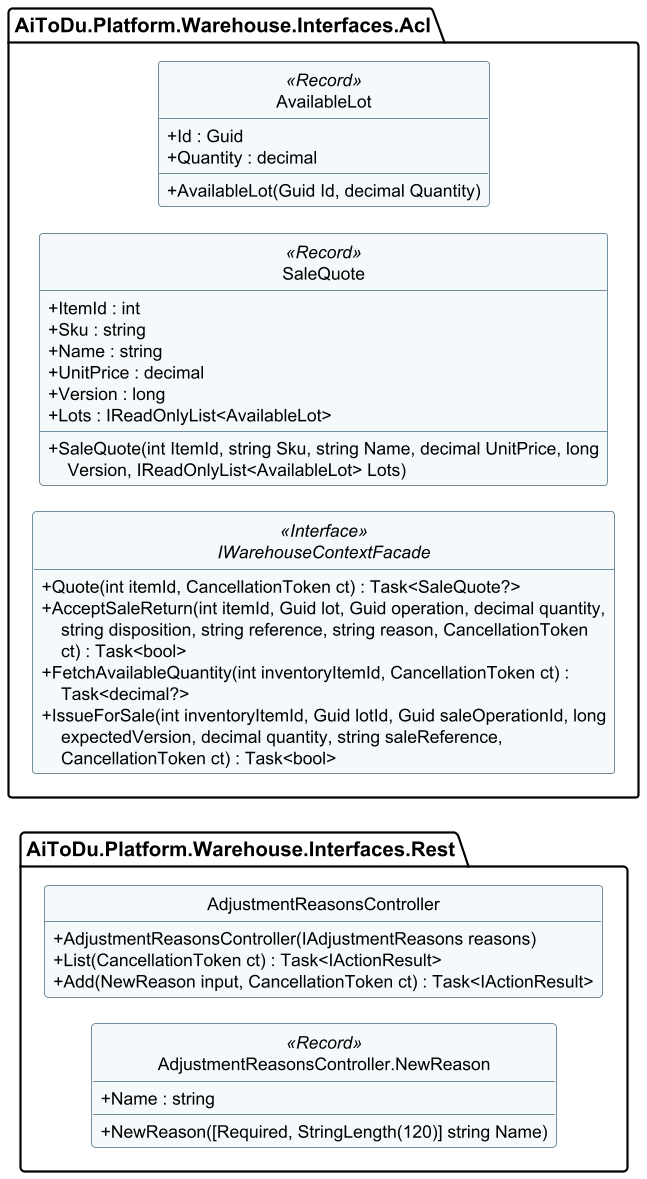 AiToDu.Platform.Warehouse.Interfaces.Acl
«Record»
AvailableLot
+Id : Guid
+Quantity : decimal
+AvailableLot(Guid Id, decimal Quantity)
«Record»
SaleQuote
+ItemId : int
+Sku : string
+Name : string
+UnitPrice : decimal
+Version : long
+Lots : IReadOnlyList<AvailableLot>
+SaleQuote(int ItemId, string Sku, string Name, decimal UnitPrice, long
Version, IReadOnlyList<AvailableLot> Lots)
«Interface»
IWarehouseContextFacade
+Quote(int itemId, CancellationToken ct) : Task<SaleQuote?>
+AcceptSaleReturn(int itemId, Guid lot, Guid operation, decimal quantity,
string disposition, string reference, string reason, CancellationToken
ct) : Task<bool>
+FetchAvailableQuantity(int inventoryItemId, CancellationToken ct) :
Task<decimal?>
+IssueForSale(int inventoryItemId, Guid lotId, Guid saleOperationId, long
expectedVersion, decimal quantity, string saleReference,
CancellationToken ct) : Task<bool>
AiToDu.Platform.Warehouse.Interfaces.Rest
AdjustmentReasonsController
+AdjustmentReasonsController(IAdjustmentReasons reasons)
+List(CancellationToken ct) : Task<IActionResult>
+Add(NewReason input, CancellationToken ct) : Task<IActionResult>
«Record»
AdjustmentReasonsController.NewReason
+Name : string
+NewReason([Required, StringLength(120)] string Name)